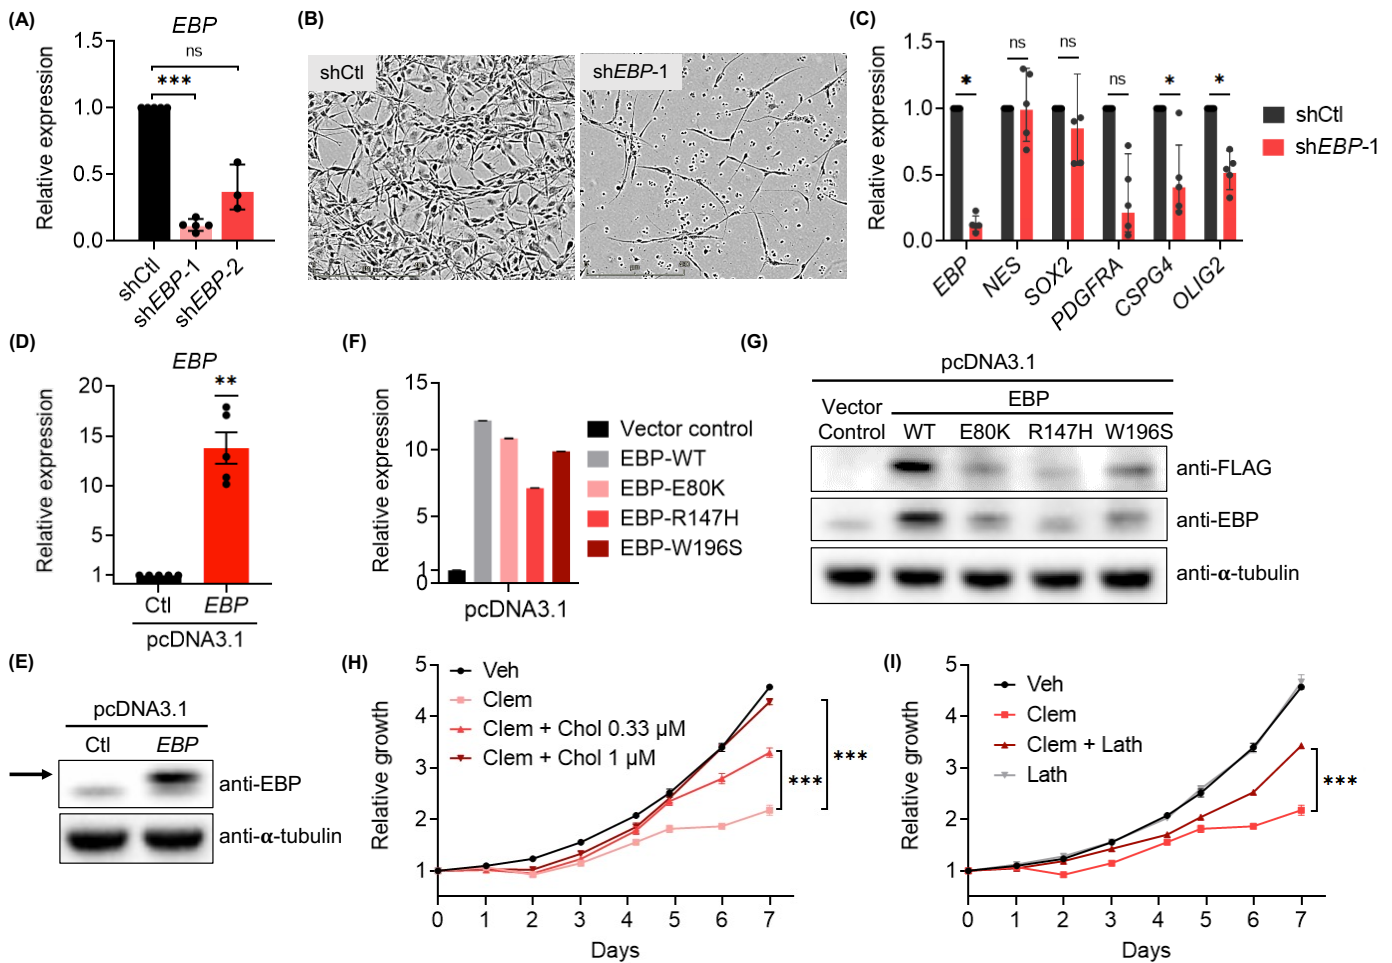 (A)
EBP
Relative expression
1.5
1.0
0.5
0.0
***
ns
shCtl
shEBP-1
shEBP-2
(B)
shCtl
shEBP-1
(C)
Relative expression
1.5
1.0
0.5
0.0
*
ns
ns
ns
*
*
EBP
NES
SOX2
PDGFRA
CSPG4
OLIG2
shCtl
shEBP-1
(D)
EBP
Relative expression
20
15
10
5
1
**
Ctl
EBP
pcDNA3.1
(F)
Relative expression
15
10
5
1
0
pcDNA3.1
Vector control
EBP-WT
EBP-E80K
EBP-R147H
EBP-W196S
(G)
pcDNA3.1
Vector
Control
EBP
WT
E80K
R147H
W196S
anti-FLAG
anti-EBP
anti-α-tubulin
(E)
pcDNA3.1
Ctl
EBP
anti-EBP
anti-α-tubulin
(H)
Relative growth
5
4
3
2
1
Veh
Clem
Clem + Chol 0.33 µM
Clem + Chol 1 µM
***
***
0 1 2 3 4 5 6 7
Days
(I)
Relative growth
5
4
3
2
1
Veh
Clem
Clem + Lath
Lath
***
0 1 2 3 4 5 6 7
Days